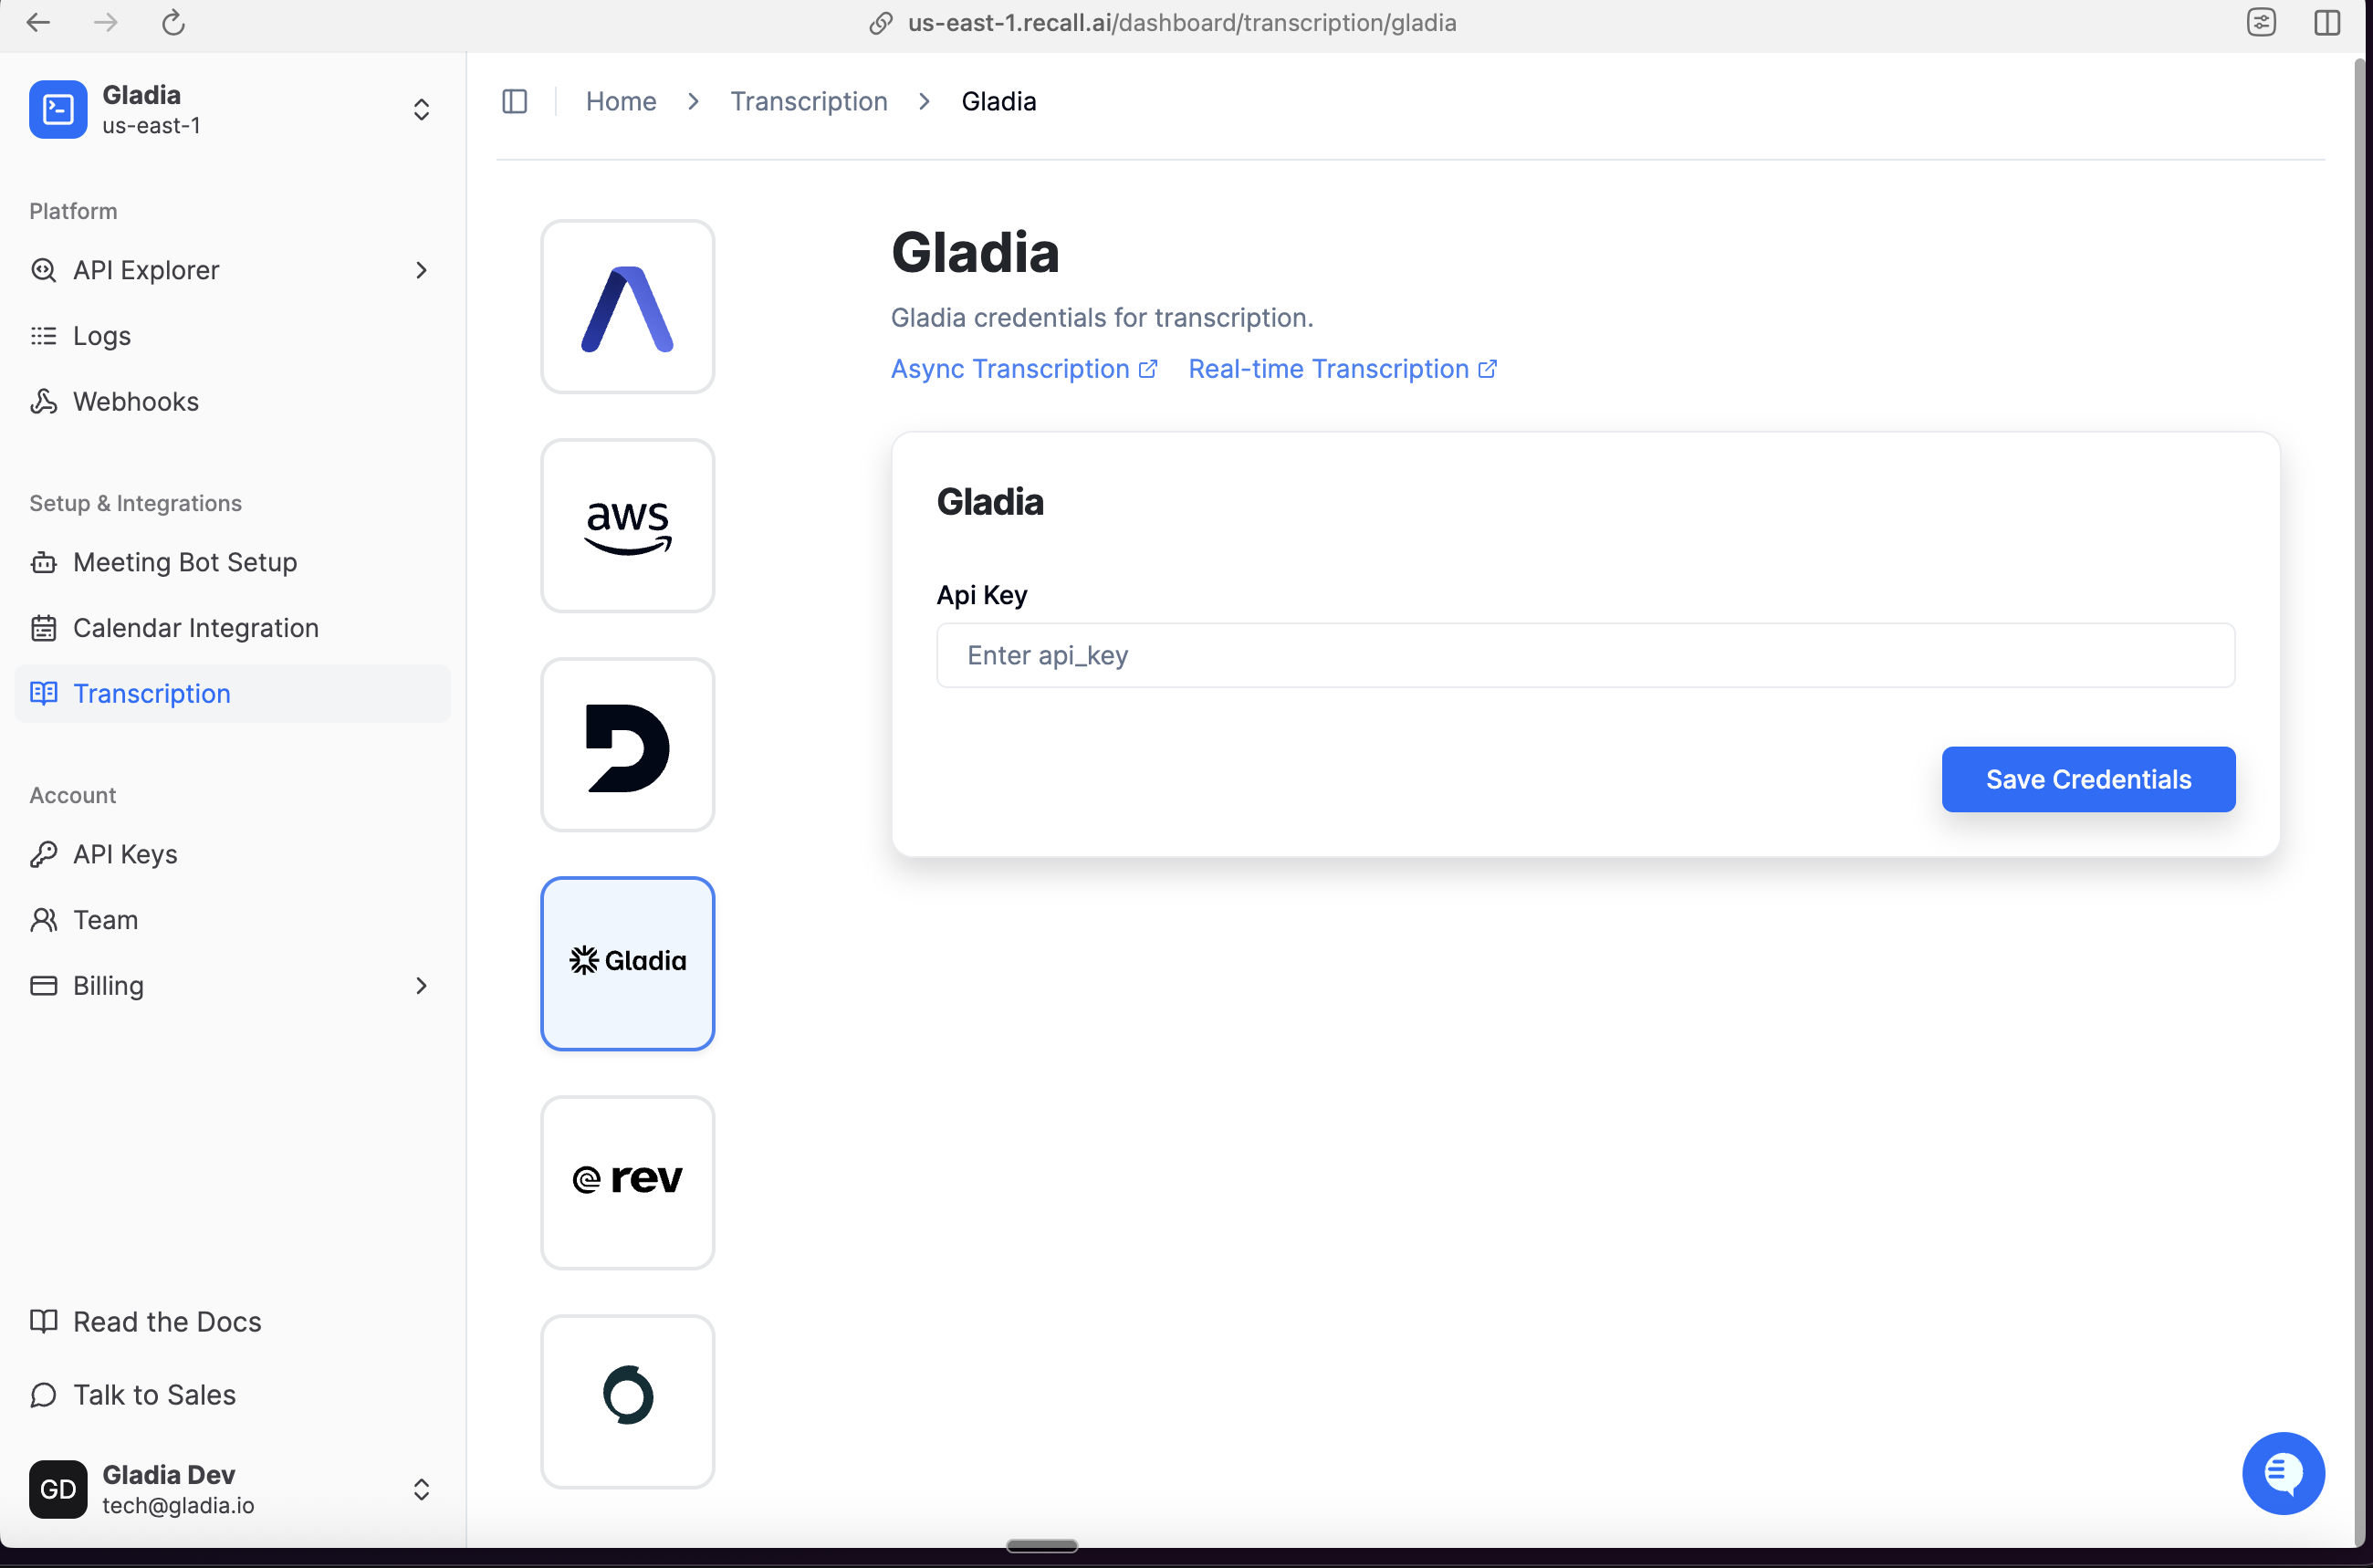 us-east-1.recall.ai/dashboard/transcription/gladia
Gladia
us-east-1
Platform
API Explorer
Logs
Webhooks
Setup & Integrations
Meeting Bot Setup
Calendar Integration
Transcription
Account
API Keys
Team
Billing
Read the Docs
Talk to Sales
GD
Gladia Dev
tech@gladia.io
Home > Transcription > Gladia
aws
Gladia
rev
Gladia
Gladia credentials for transcription.
Async Transcription Real-time Transcription
Gladia
Api Key
Enter api_key
Save Credentials